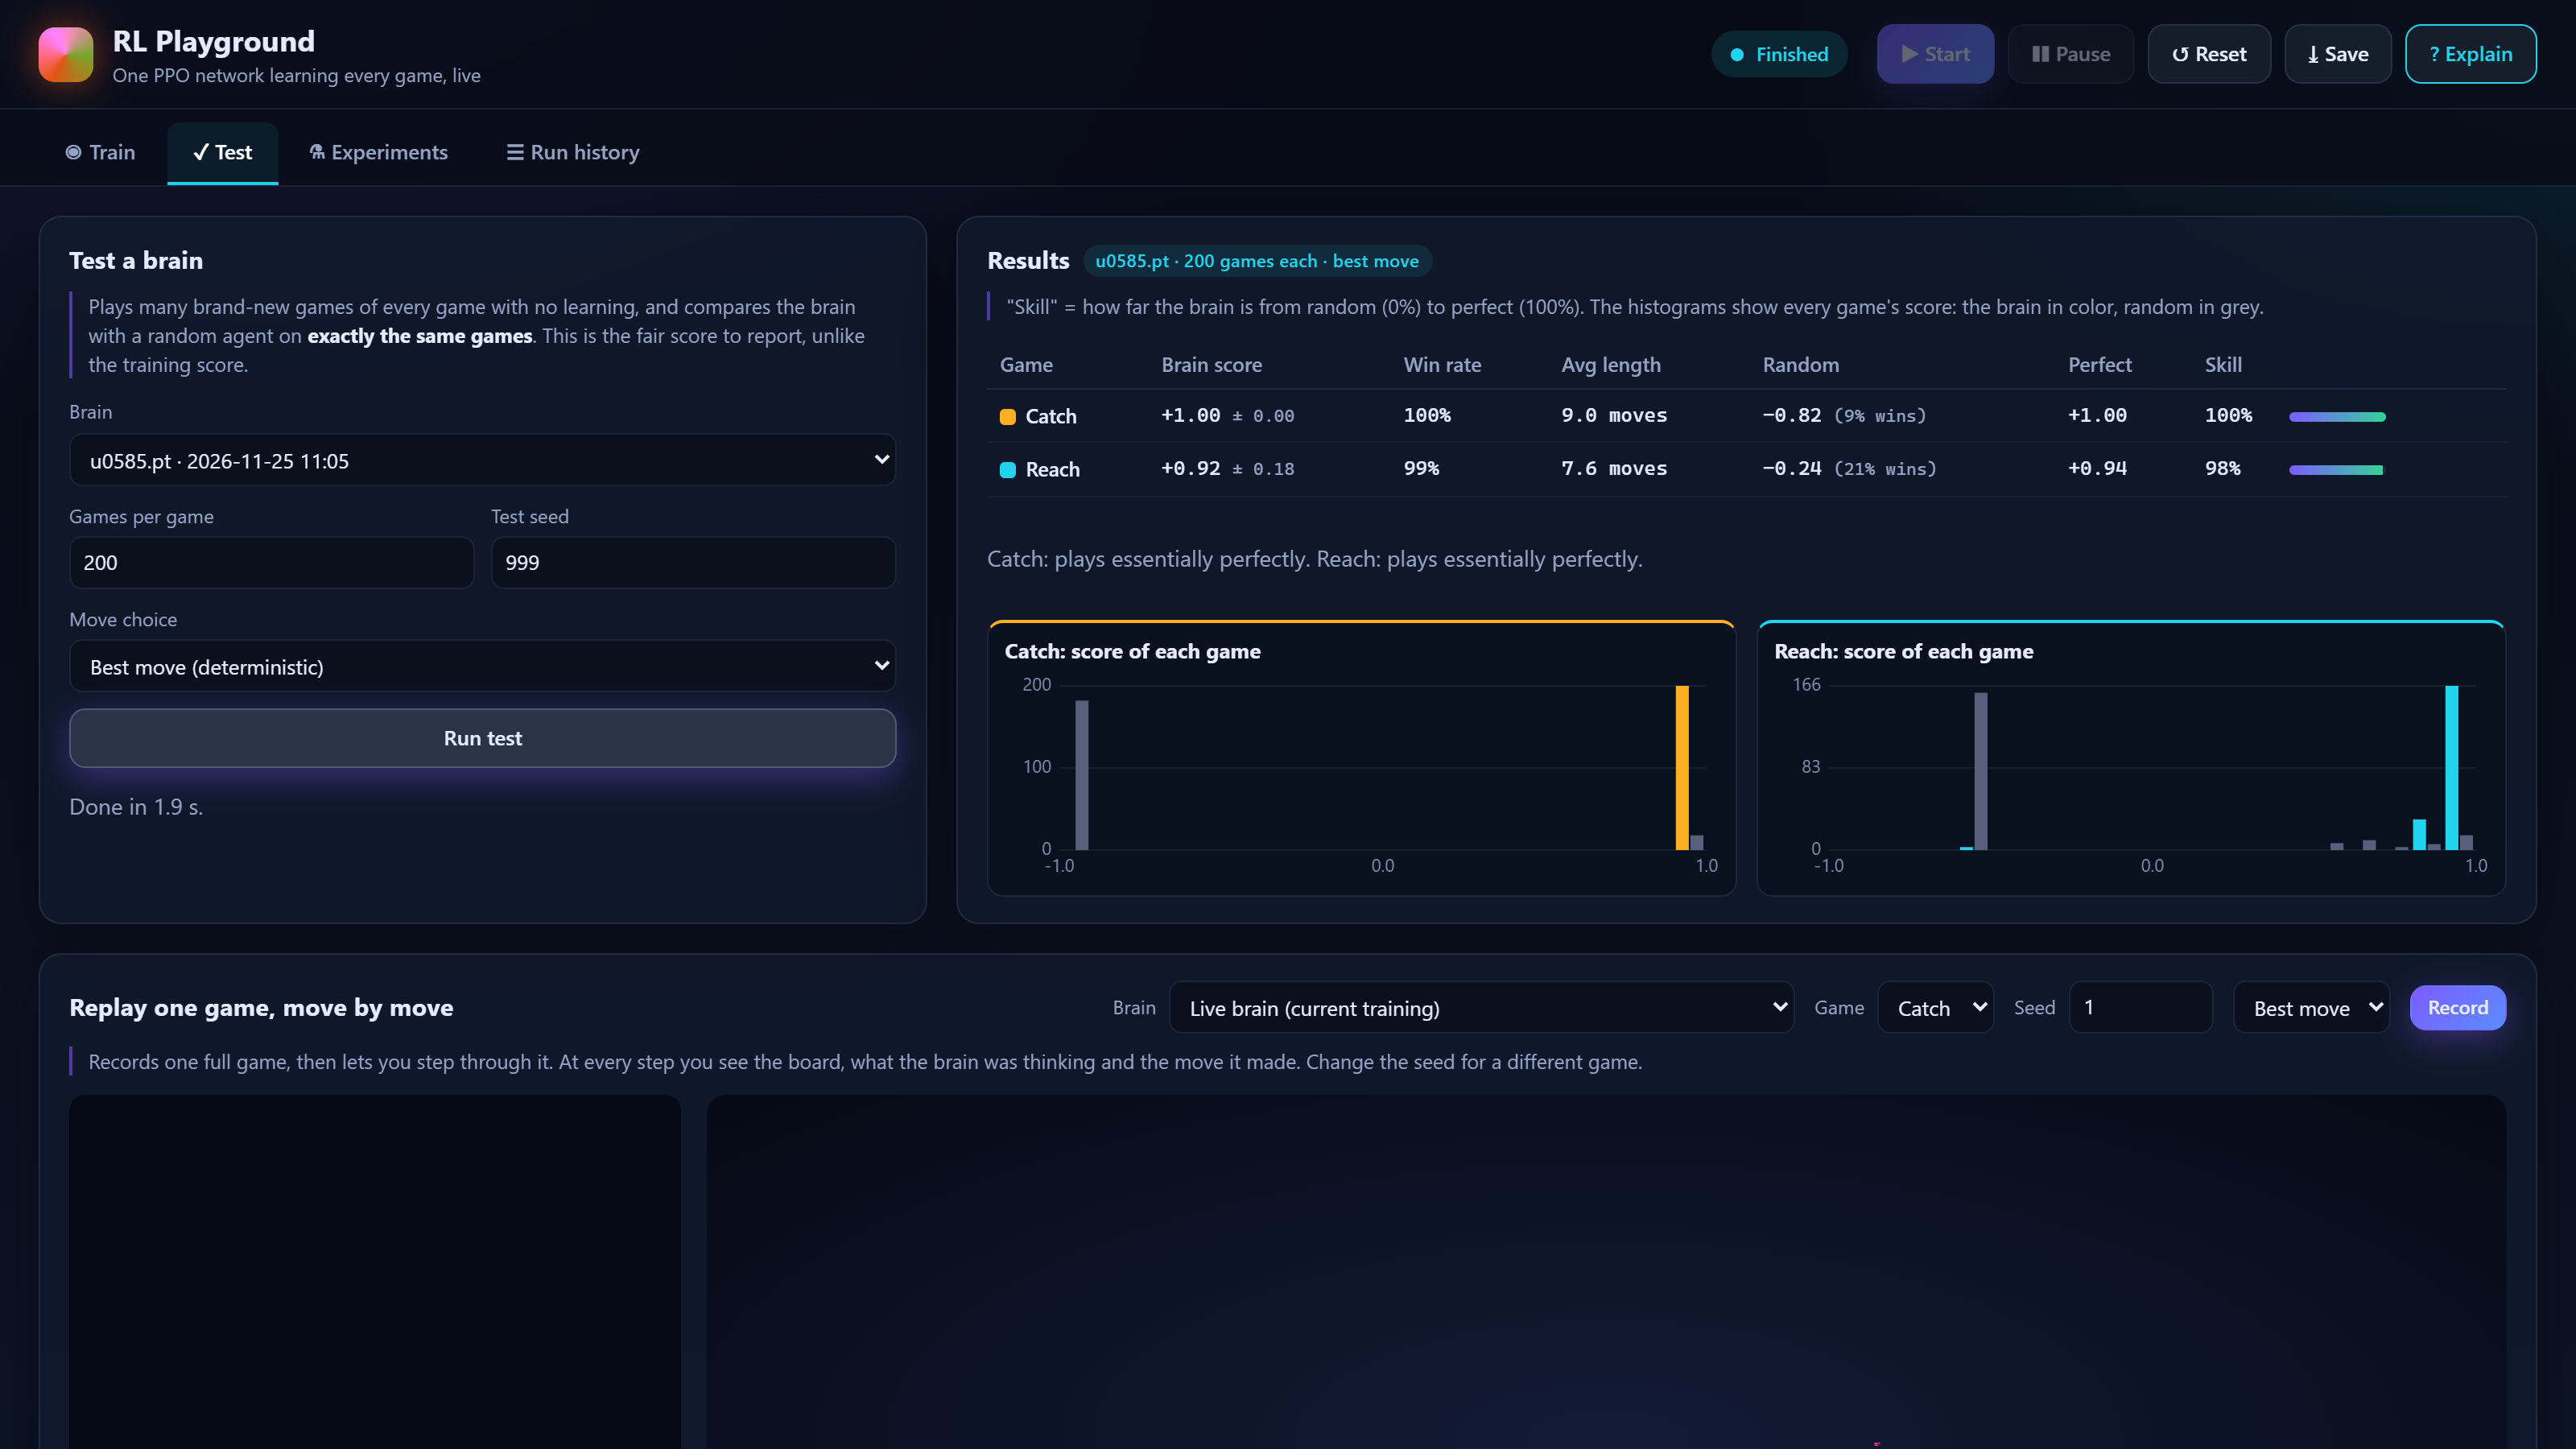 RL Playground
One PPO network learning every game, live
Finished
Start
Pause
Reset
Save
? Explain
Train
Test
Experiments
Run history
Test a brain
Plays many brand-new games of every game with no learning, and compares the brain
with a random agent on exactly the same games. This is the fair score to report, unlike
the training score.
Brain
u0585.pt · 2026-11-25 11:05
Games per game
Test seed
200
999
Move choice
Best move (deterministic)
Run test
Done in 1.9 s.
Results
u0585.pt · 200 games each · best move
"Skill" = how far the brain is from random (0%) to perfect (100%). The histograms show every game's score: the brain in color, random in grey.
Game Brain score Win rate Avg length Random Perfect Skill
Catch +1.00 ± 0.00 100% 9.0 moves −0.82 (9% wins) +1.00 100%
Reach +0.92 ± 0.18 99% 7.6 moves −0.24 (21% wins) +0.94 98%
Catch: plays essentially perfectly. Reach: plays essentially perfectly.
Catch: score of each game
200
100
0
-1.0 0.0 1.0
Reach: score of each game
166
83
0
-1.0 0.0 1.0
Replay one game, move by move
Brain Live brain (current training) Game Catch Seed 1 Best move Record
Records one full game, then lets you step through it. At every step you see the board, what the brain was thinking and the move it made. Change the seed for a different game.